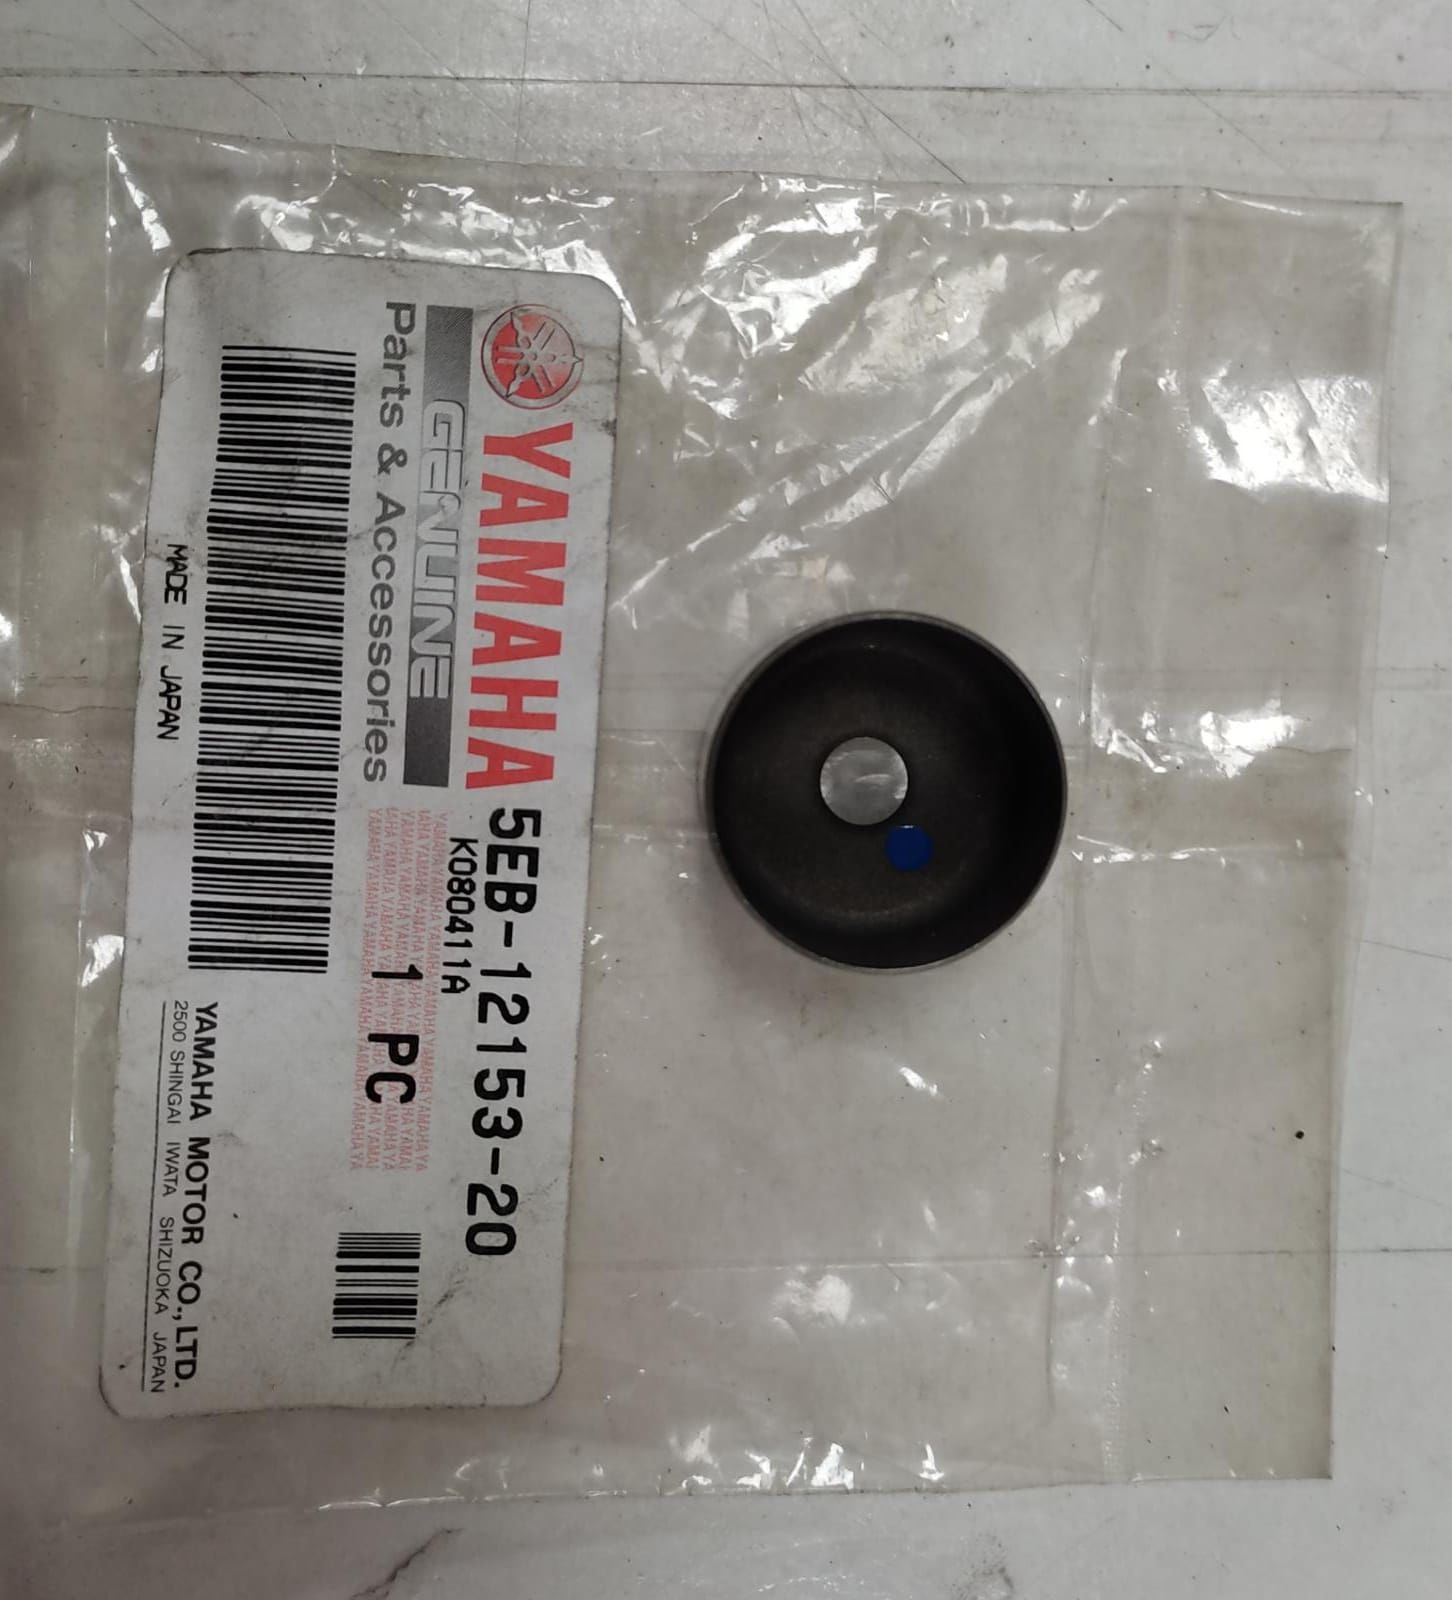 YAMAHA
GENUINE
Parts & Accessories
5EB-12153-20
K080411A
1 PC
MADE IN JAPAN
YAMAHA MOTOR CO., LTD.
2500 SHINGAI IWATA SHIZUOKA JAPAN